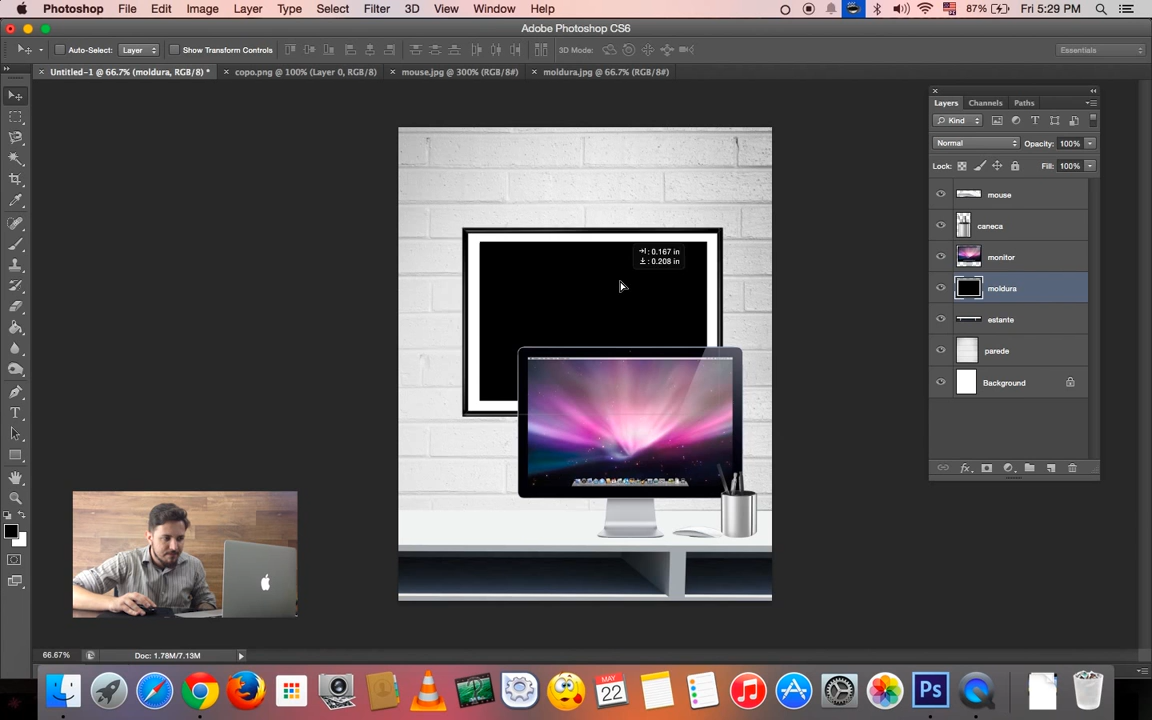 Photoshop File Edit Image Layer Type Select Filter 3D View Window Help 87% Fri 5:29 PM
Adobe Photoshop CS6
Auto-Select: Layer Show Transform Controls 3D Mode: Essentials
Untitled-1 @ 66.7% (moldura, RGB/8) * copo.png @ 100% (Layer 0, RGB/8) mouse.jpg @ 300% (RGB/8#) moldura.jpg @ 66.7% (RGB/8#)
Layers Channels Paths
Kind
Normal Opacity: 100%
Lock: Fill: 100%
mouse
caneca
monitor
moldura
estante
parede
Background
fx
: 0.167 in
: 0.208 in
66.67% Doc: 1.78M/7.13M
MAY
22
Ps